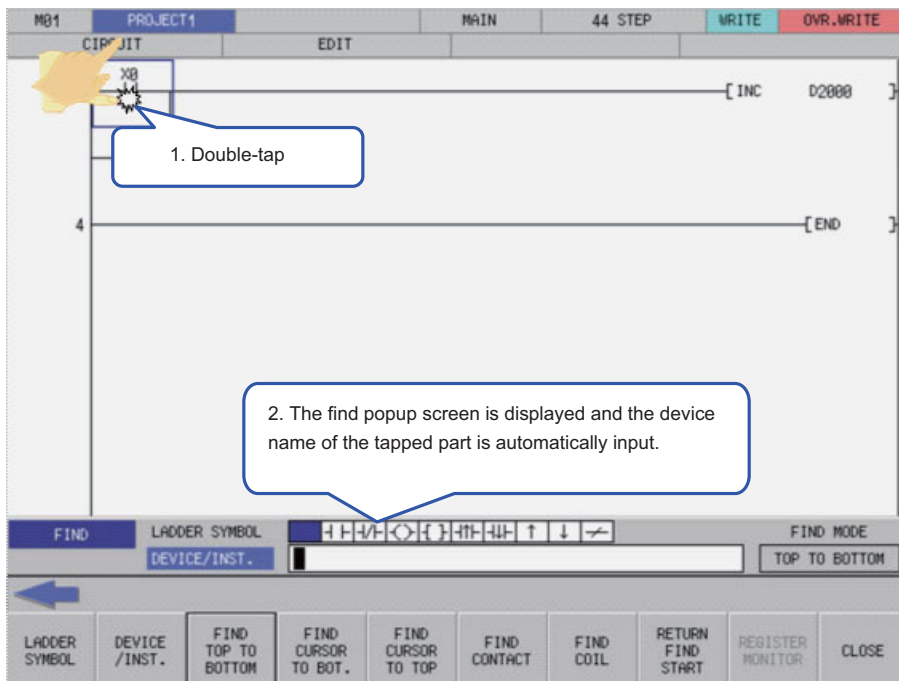 M01 PROJECT1 MAIN 44 STEP WRITE OVR.WRITE
CIRCUIT EDIT
X0
[ INC D2000 ]
1. Double-tap
4 [ END ]
2. The find popup screen is displayed and the device
name of the tapped part is automatically input.
FIND LADDER SYMBOL FIND MODE
DEVICE/INST. TOP TO BOTTOM
LADDER
SYMBOL
DEVICE
/INST.
FIND
TOP TO
BOTTOM
FIND
CURSOR
TO BOT.
FIND
CURSOR
TO TOP
FIND
CONTACT
FIND
COIL
RETURN
FIND
START
REGISTER
MONITOR
CLOSE